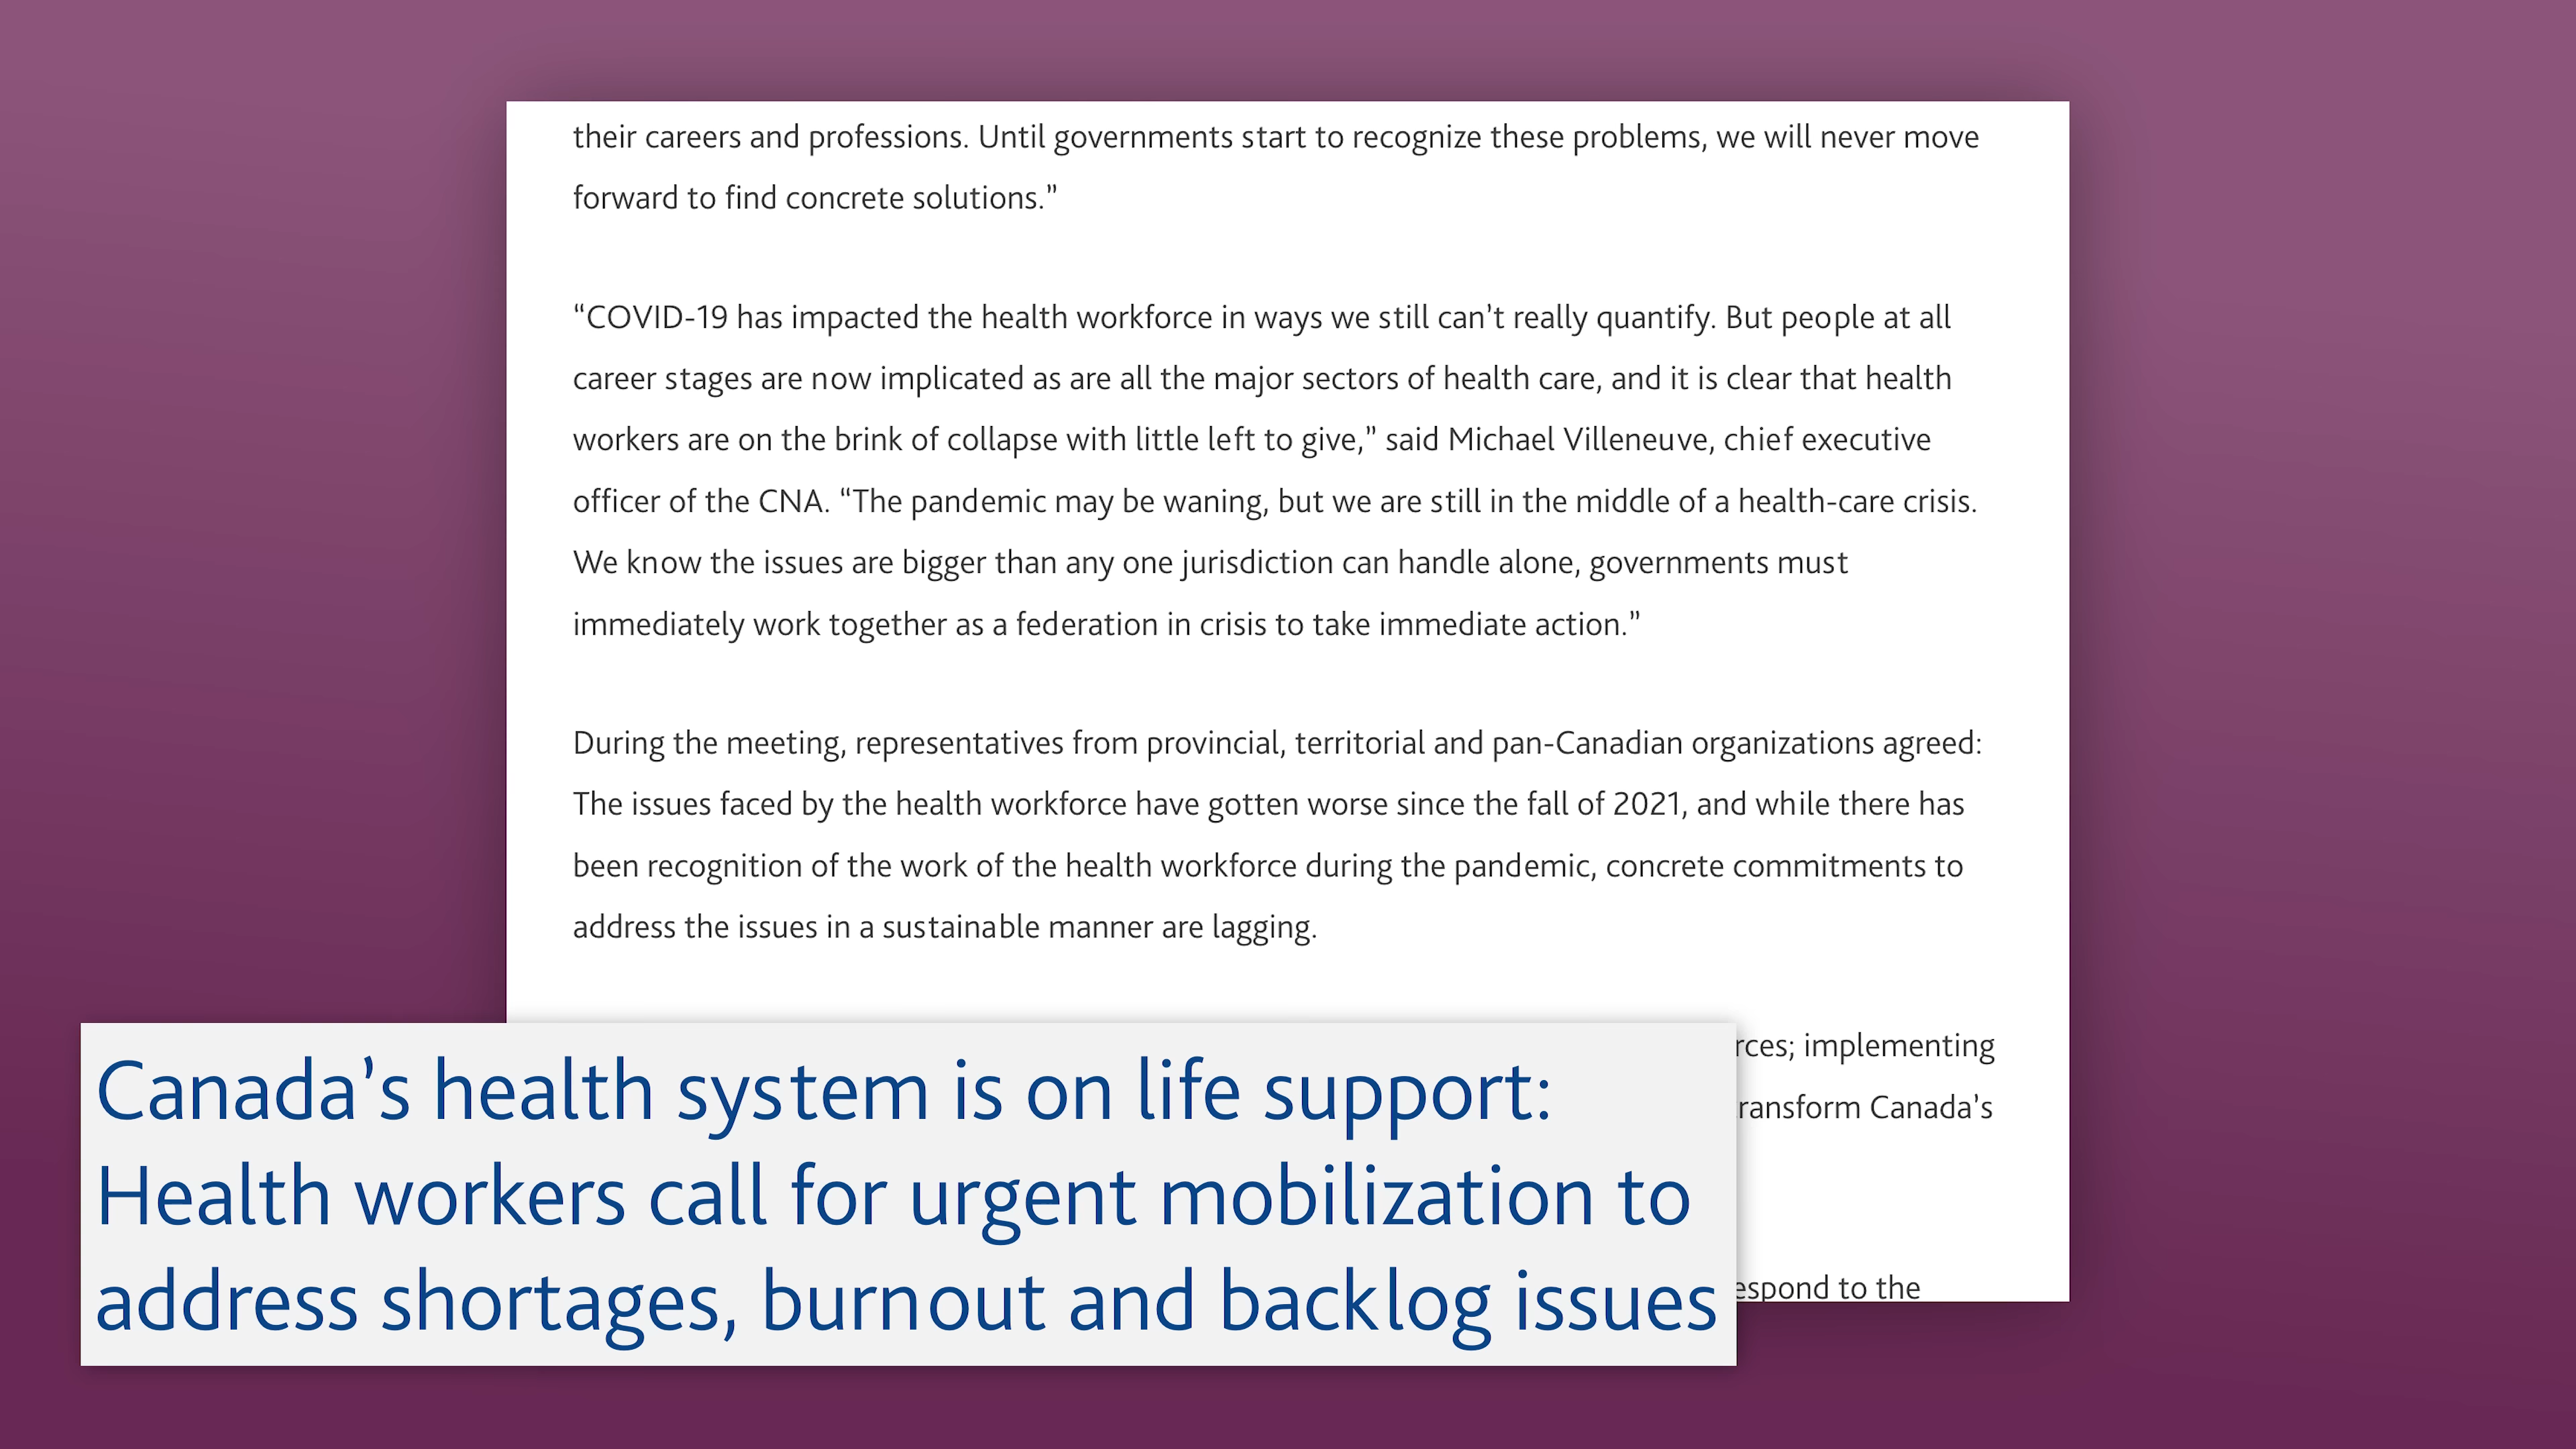 their careers and professions. Until governments start to recognize these problems, we will never move
forward to find concrete solutions.”
“COVID-19 has impacted the health workforce in ways we still can’t really quantify. But people at all
career stages are now implicated as are all the major sectors of health care, and it is clear that health
workers are on the brink of collapse with little left to give,” said Michael Villeneuve, chief executive
officer of the CNA. “The pandemic may be waning, but we are still in the middle of a health-care crisis.
We know the issues are bigger than any one jurisdiction can handle alone, governments must
immediately work together as a federation in crisis to take immediate action.”
During the meeting, representatives from provincial, territorial and pan-Canadian organizations agreed:
The issues faced by the health workforce have gotten worse since the fall of 2021, and while there has
been recognition of the work of the health workforce during the pandemic, concrete commitments to
address the issues in a sustainable manner are lagging.
implementing
Canada’s
to the
Canada’s health system is on life support:
Health workers call for urgent mobilization to
address shortages, burnout and backlog issues